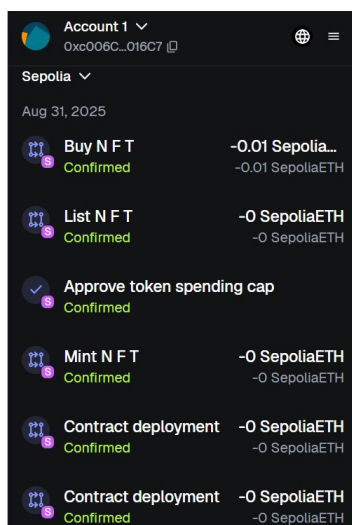 Account 1
0xc006C...016C7
Sepolia
Aug 31, 2025
Buy N F T -0.01 Sepolia...
Confirmed -0.01 SepoliaETH
S
List N F T -0 SepoliaETH
Confirmed -0 SepoliaETH
S
Approve token spending cap
Confirmed
S
Mint N F T -0 SepoliaETH
Confirmed -0 SepoliaETH
S
Contract deployment -0 SepoliaETH
Confirmed -0 SepoliaETH
S
Contract deployment -0 SepoliaETH
Confirmed -0 SepoliaETH
S